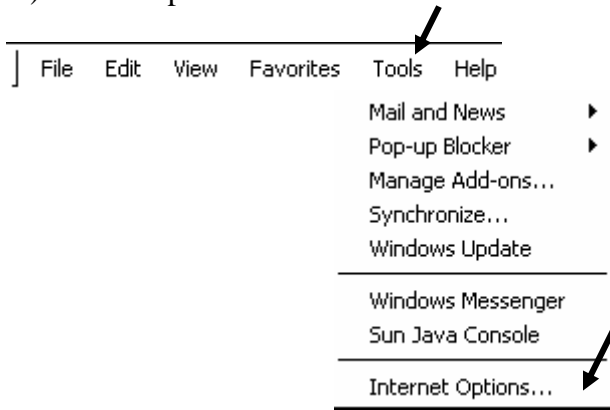 File Edit View Favorites Tools Help
Mail and News
Pop-up Blocker
Manage Add-ons...
Synchronize...
Windows Update
Windows Messenger
Sun Java Console
Internet Options...